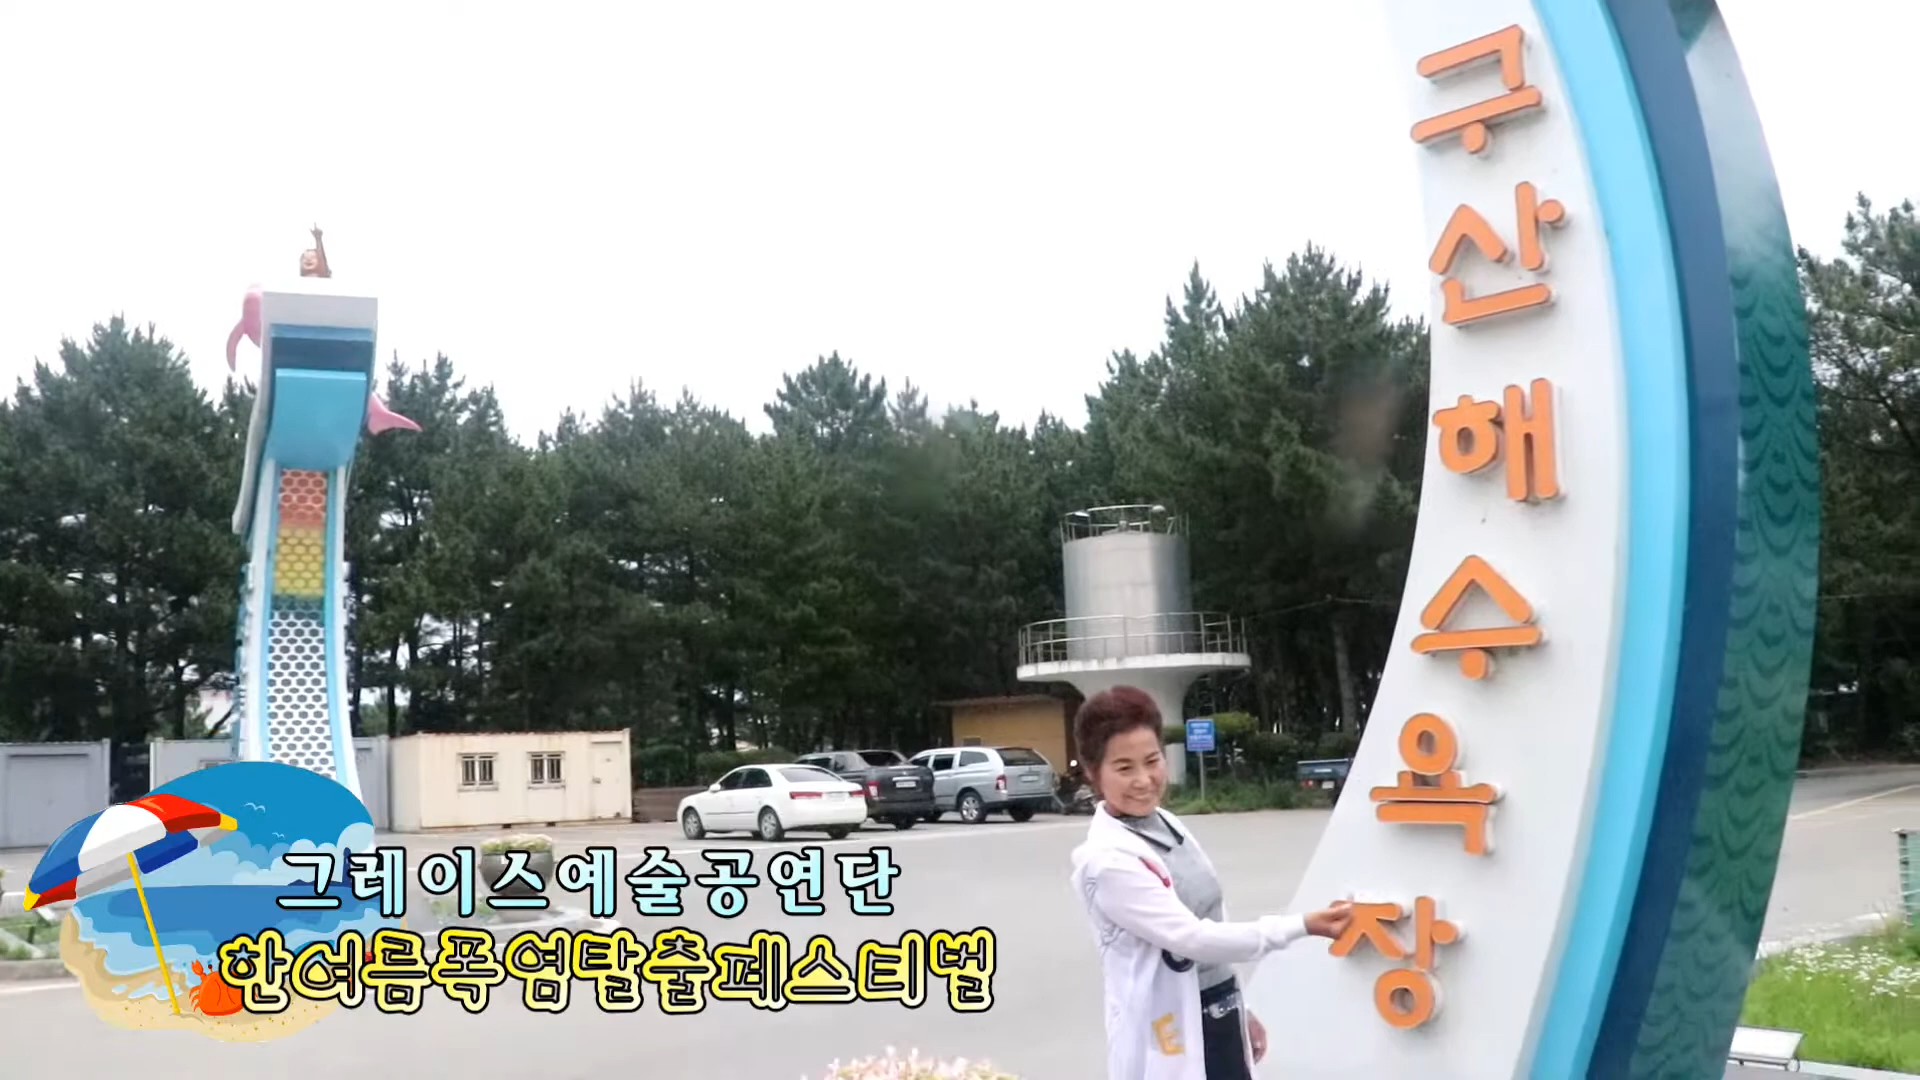 구산해수욕장
그레이스예술공연단
한여름폭염탈출페스티벌